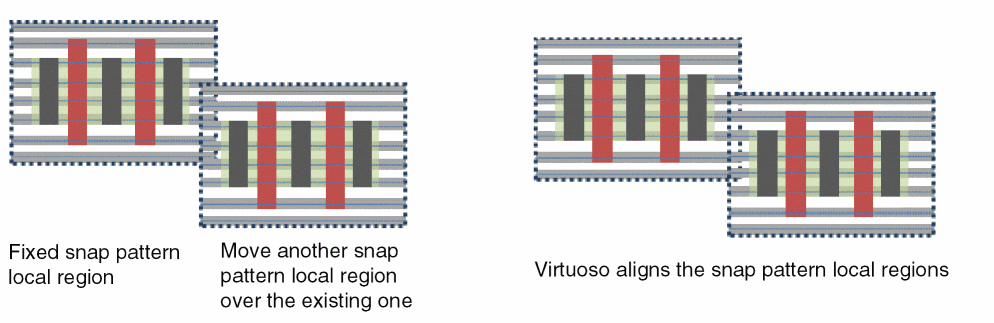 Fixed snap pattern
local region
Move another snap
pattern local region
over the existing one
Virtuoso aligns the snap pattern local regions